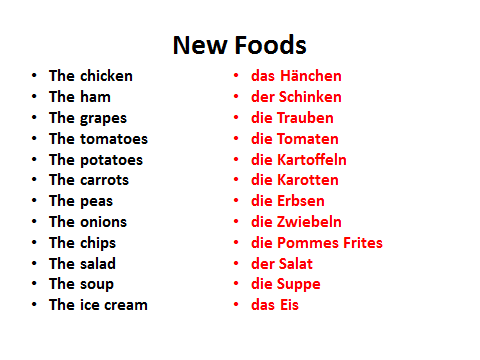 New Foods
• The chicken
• The ham
• The grapes
• The tomatoes
• The potatoes
• The carrots
• The peas
• The onions
• The chips
• The salad
• The soup
• The ice cream
• das Hänchen
• der Schinken
• die Trauben
• die Tomaten
• die Kartoffeln
• die Karotten
• die Erbsen
• die Zwiebeln
• die Pommes Frites
• der Salat
• die Suppe
• das Eis